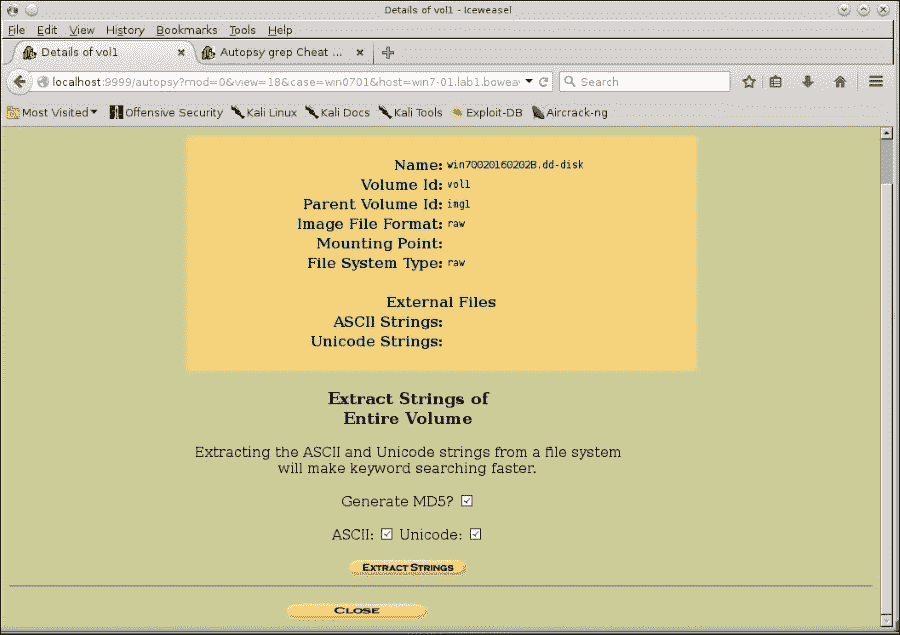 Details of vol1 - Iceweasel
File Edit View History Bookmarks Tools Help
Details of vol1 Autopsy grep Cheat ...
localhost:9999/autopsy?mod=0&view=18&case=win0701&host=win7-01.lab1.bowea Search
Most Visited Offensive Security Kali Linux Kali Docs Kali Tools Exploit-DB Aircrack-ng
Name: win70020160202B.dd-disk
Volume Id: vol1
Parent Volume Id: img1
Image File Format: raw
Mounting Point:
File System Type: raw
External Files
ASCII Strings:
Unicode Strings:
Extract Strings of
Entire Volume
Extracting the ASCII and Unicode strings from a file system
will make keyword searching faster.
Generate MD5?
ASCII: Unicode:
EXTRACT STRINGS
CLOSE